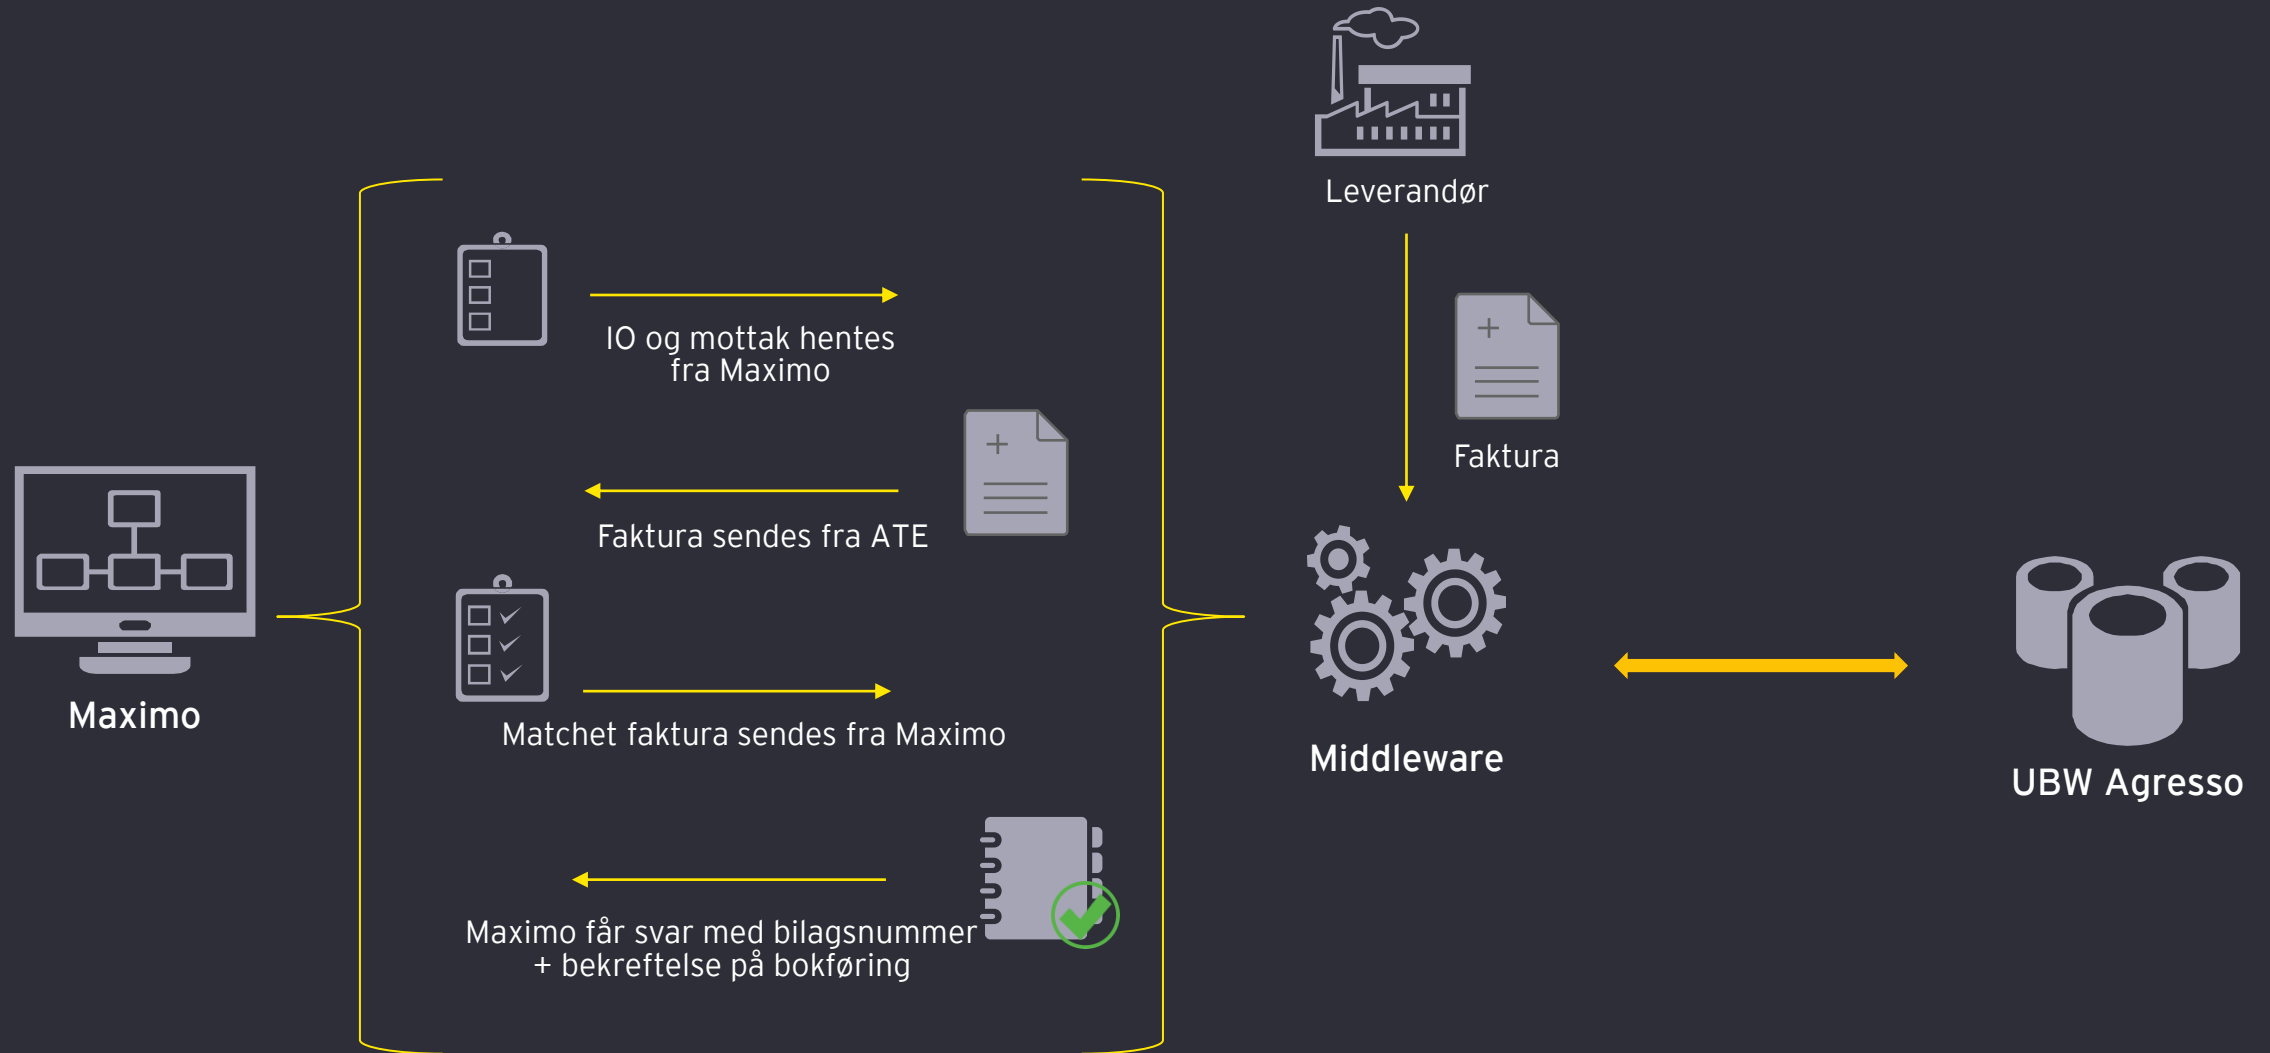 Leverandør
IO og mottak hentes
fra Maximo
Faktura
Faktura sendes fra ATE
Maximo
Matchet faktura sendes fra Maximo
Middleware
UBW Agresso
Maximo får svar med bilagsnummer
+ bekreftelse på bokføring